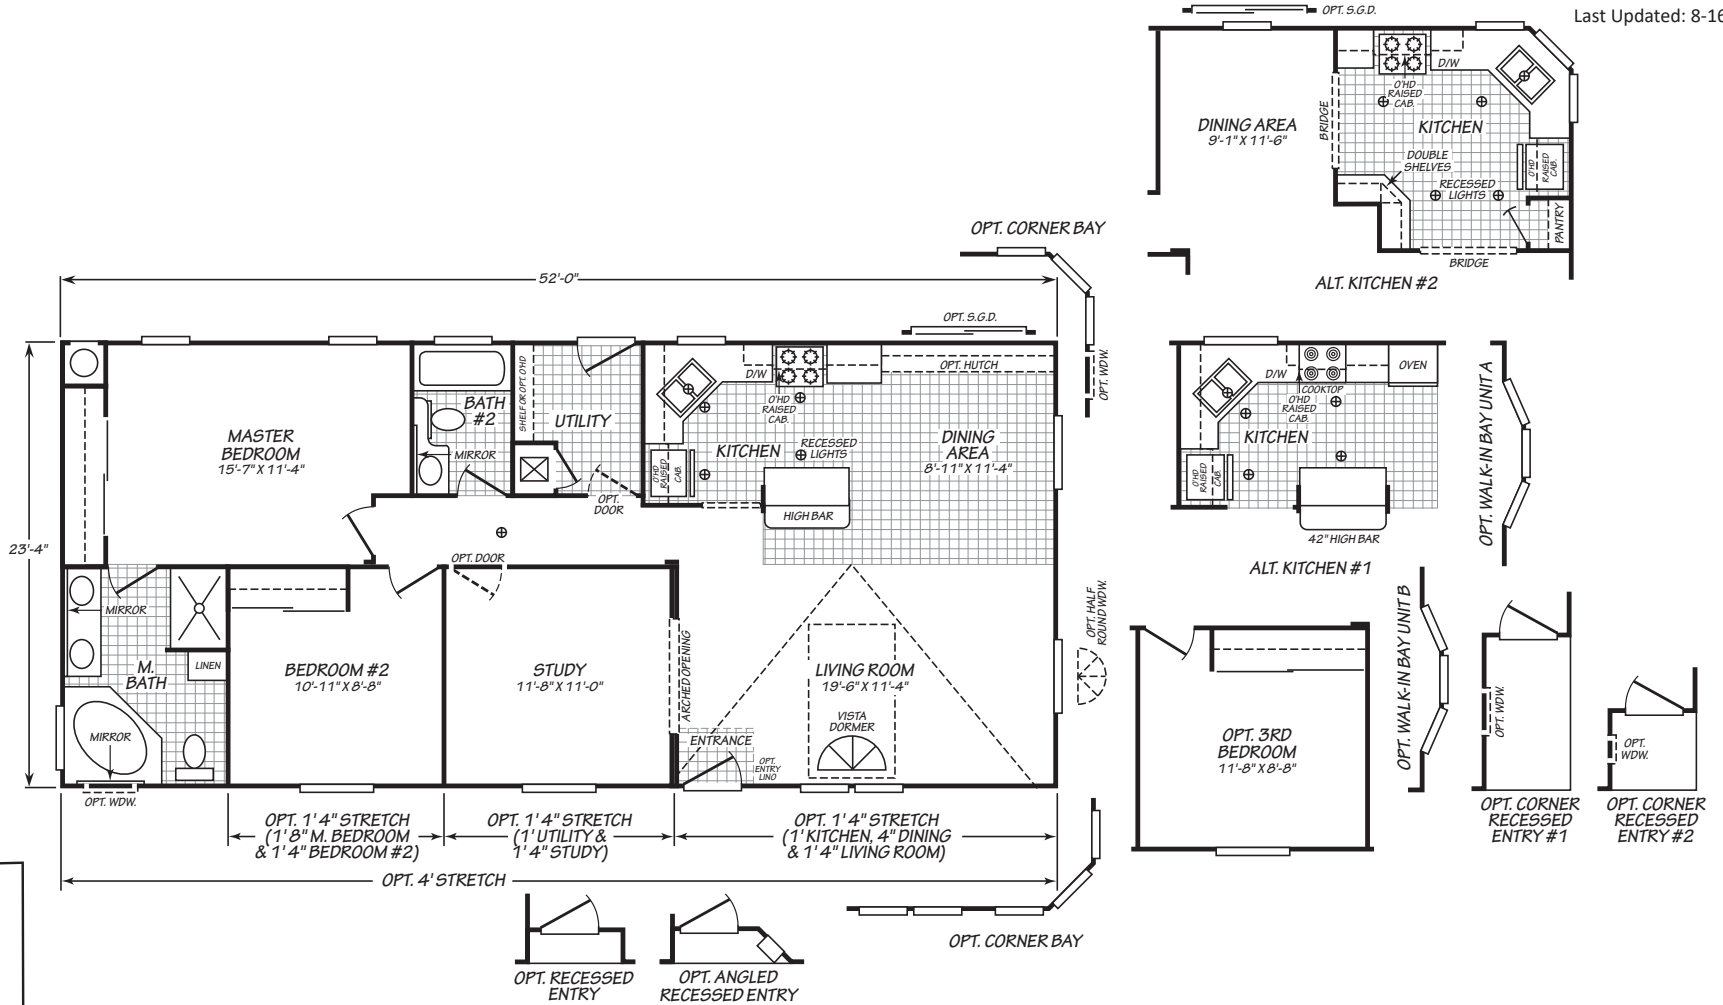 Last Updated: 8-16
OPT. S.G.D.
D/W
O'HD
RAISED
CAB.
BRIDGE
DINING AREA
9'-1" X 11'-6"
KITCHEN
DOUBLE
SHELVES
O'HD
RAISED
CAB.
RECESSED
LIGHTS
PANTRY
BRIDGE
ALT. KITCHEN #2
OPT. CORNER BAY
52'-0"
OPT. S.G.D.
OPT. WDW.
23'-4"
MASTER
BEDROOM
15'-7" X 11'-4"
BATH
#2
MIRROR
SHELF OR OPT. O'HD
UTILITY
OPT.
DOOR
D/W
O'HD
RAISED
CAB.
OPT. HUTCH
KITCHEN
RECESSED
LIGHTS
O'HD
RAISED
CAB.
DINING
AREA
8'-11" X 11'-4"
HIGH BAR
OPT. DOOR
MIRROR
M.
BATH
LINEN
MIRROR
OPT. WDW.
BEDROOM #2
10'-11" X 8'-8"
STUDY
11'-8" X 11'-0"
ARCHED OPENING
LIVING ROOM
19'-6" X 11'-4"
VISTA
DORMER
ENTRANCE
OPT.
ENTRY
LINO
OPT. HALF
ROUND WDW.
D/W
COOKTOP
O'HD
RAISED
CAB.
OVEN
KITCHEN
O'HD
RAISED
CAB.
42" HIGH BAR
ALT. KITCHEN #1
OPT. WALK-IN BAY UNIT A
OPT. WALK-IN BAY UNIT B
OPT. 3RD
BEDROOM
11'-8" X 8'-8"
OPT. WDW.
OPT. CORNER
RECESSED
ENTRY #1
OPT.
WDW.
OPT. CORNER
RECESSED
ENTRY #2
OPT. 1' 4" STRETCH
(1' 8" M. BEDROOM
& 1' 4" BEDROOM #2)
OPT. 1' 4" STRETCH
(1' UTILITY &
1' 4" STUDY)
OPT. 1' 4" STRETCH
(1' KITCHEN, 4" DINING
& 1' 4" LIVING ROOM)
OPT. 4' STRETCH
OPT. RECESSED
ENTRY
OPT. ANGLED
RECESSED ENTRY
OPT. CORNER BAY